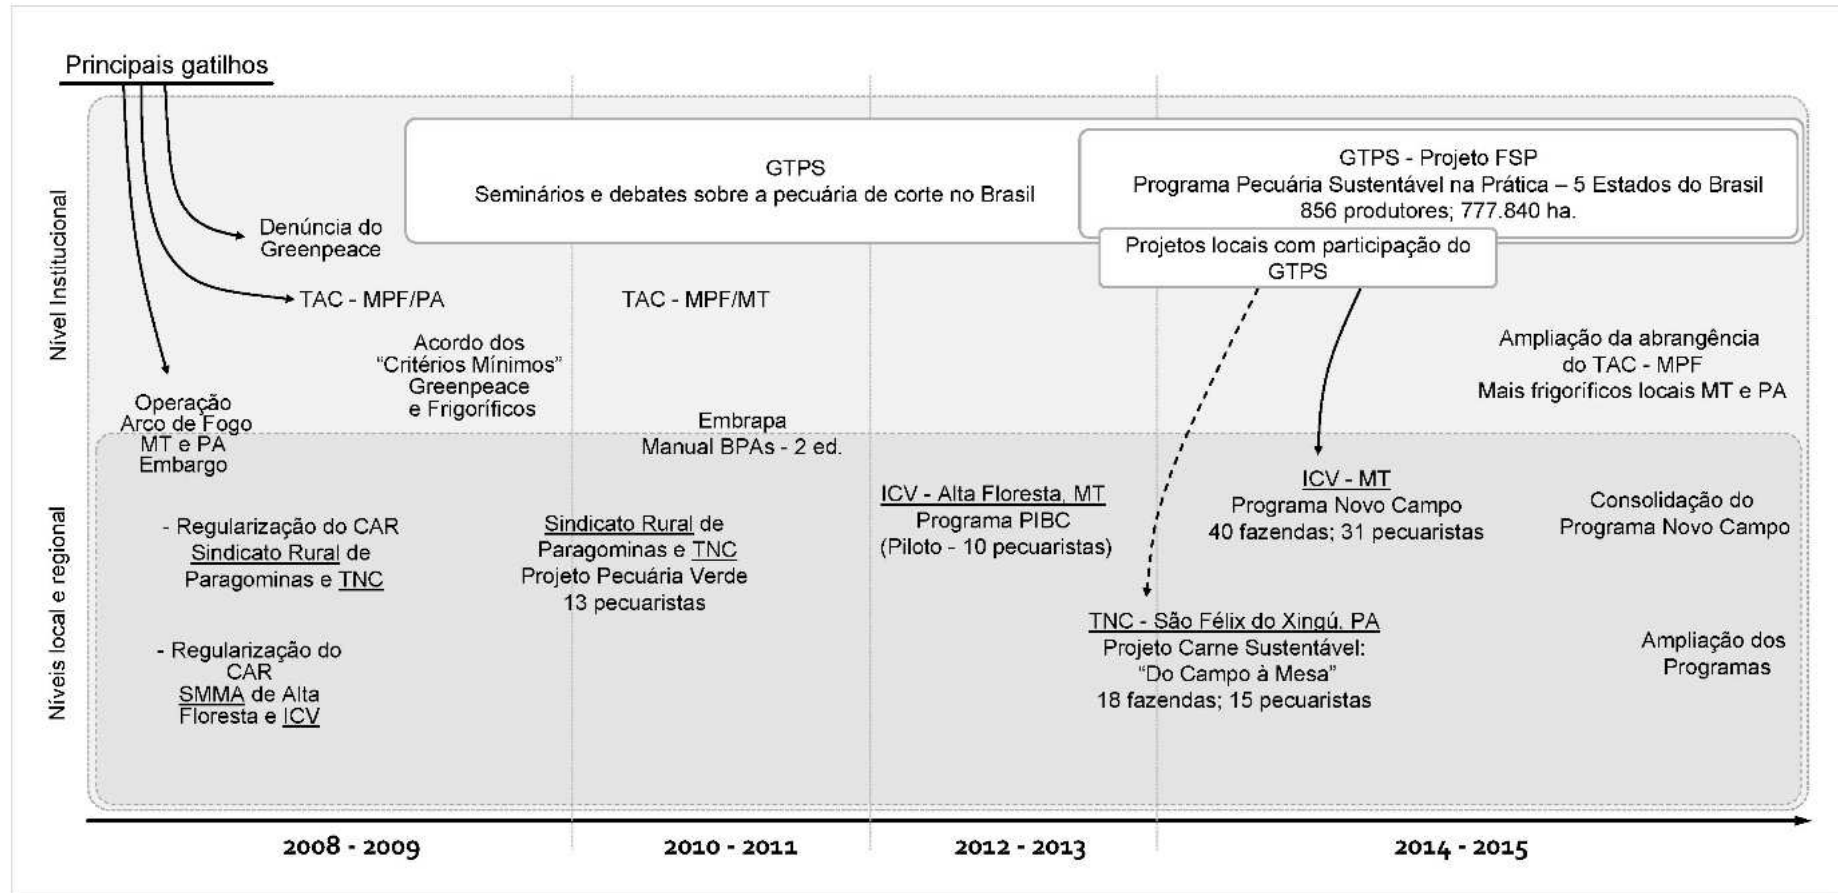 Principais gatilhos
Nível Institucional
GTPS
Seminários e debates sobre a pecuária de corte no Brasil
GTPS - Projeto FSP
Programa Pecuária Sustentável na Prática – 5 Estados do Brasil
856 produtores; 777.840 ha.
Projetos locais com participação do
GTPS
Denúncia do
Greenpeace
TAC - MPF/PA
TAC - MPF/MT
Acordo dos
“Critérios Mínimos”
Greenpeace
e Frigoríficos
Ampliação da abrangência
do TAC - MPF
Mais frigoríficos locais MT e PA
Operação
Arco de Fogo
MT e PA
Embargo
Embrapa
Manual BPAs - 2 ed.
Níveis local e regional
- Regularização do CAR
Sindicato Rural de
Paragominas e TNC
- Regularização do
CAR
SMMA de Alta
Floresta e ICV
Sindicato Rural de
Paragominas e TNC
Projeto Pecuária Verde
13 pecuaristas
ICV - Alta Floresta, MT
Programa PIBC
(Piloto - 10 pecuaristas)
ICV - MT
Programa Novo Campo
40 fazendas; 31 pecuaristas
TNC - São Félix do Xingú, PA
Projeto Carne Sustentável:
“Do Campo à Mesa”
18 fazendas; 15 pecuaristas
Consolidação do
Programa Novo Campo
Ampliação dos
Programas
2008 - 2009
2010 - 2011
2012 - 2013
2014 - 2015